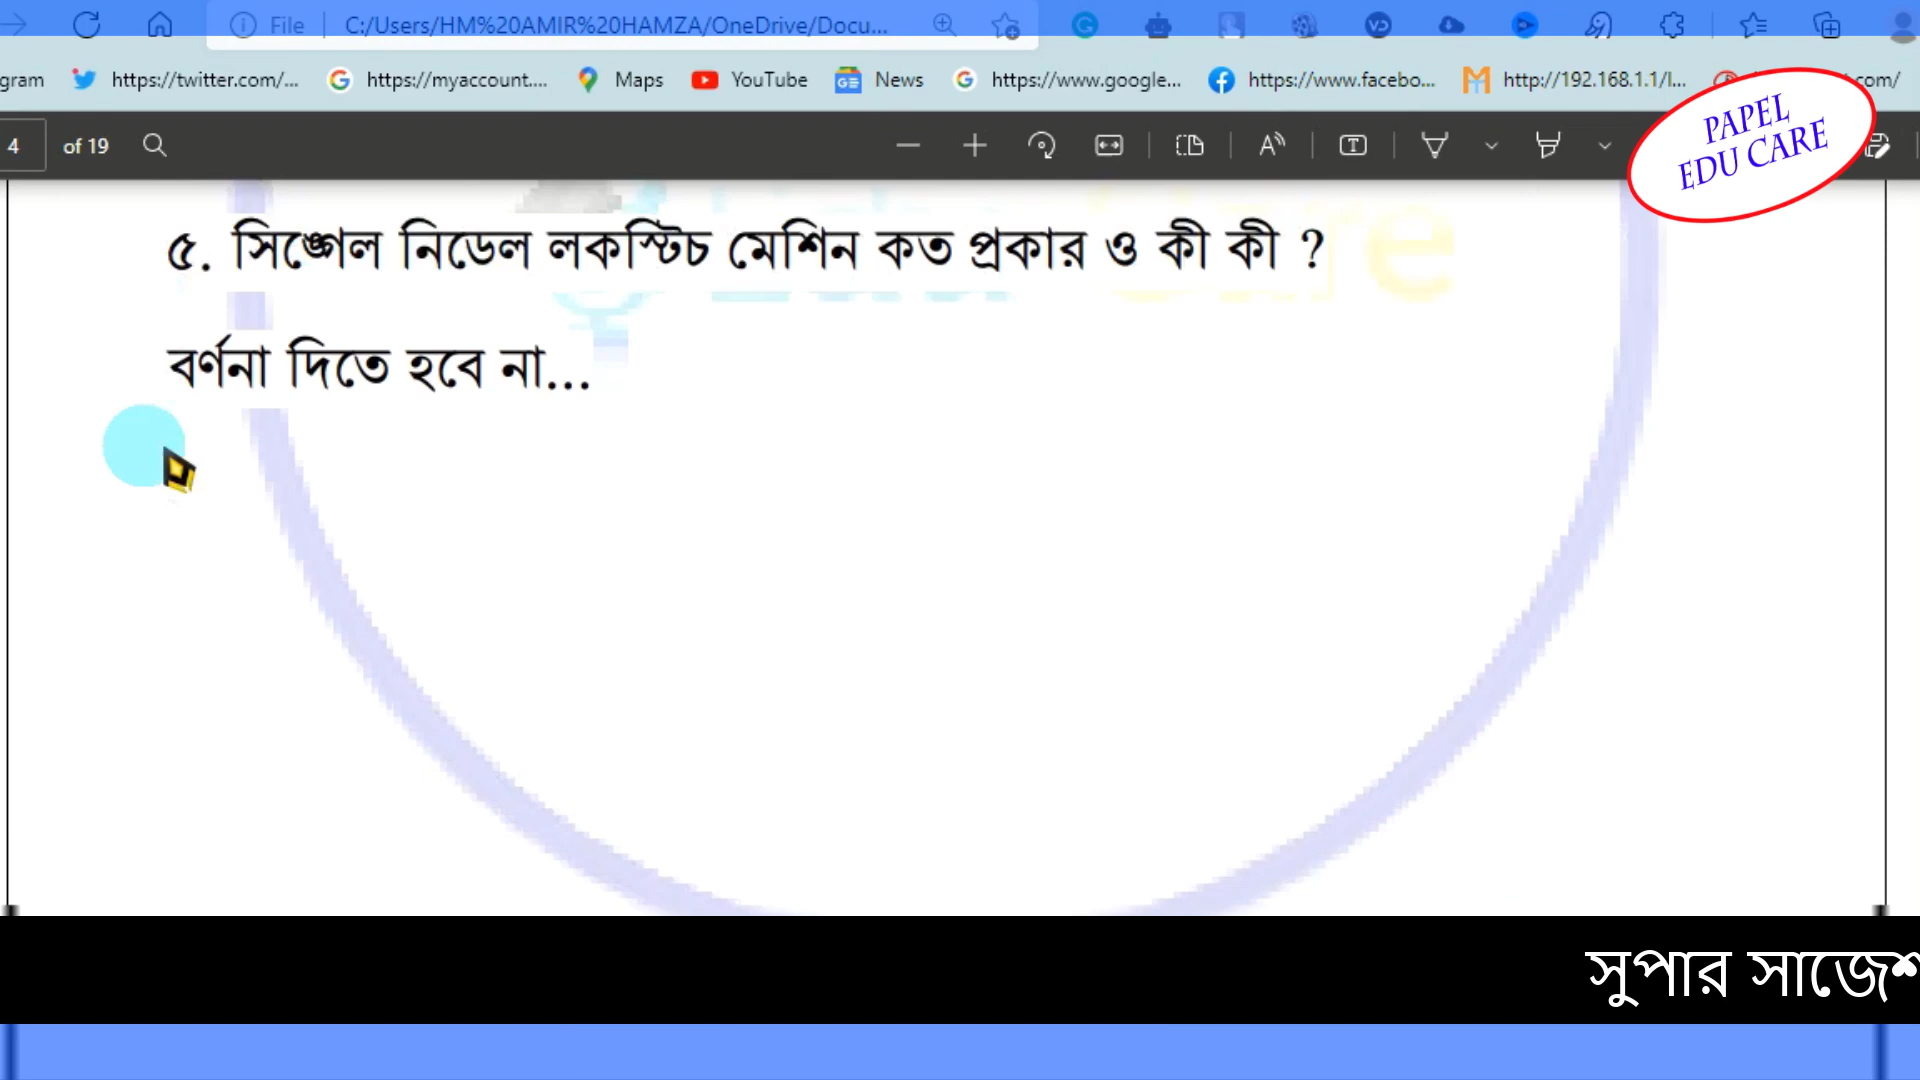 File C:/Users/HM%20AMIR%20HAMZA/OneDrive/Docu...
gram https://twitter.com/... https://myaccount.... Maps YouTube News https://www.google... https://www.facebo... http://192.168.1.1/l... .com/
PAPEL
EDU CARE
4 of 19
৫. সিঙ্গেল নিডেল লকস্টিচ মেশিন কত প্রকার ও কী কী ?
বর্ণনা দিতে হবে না...
সুপার সাজেশ